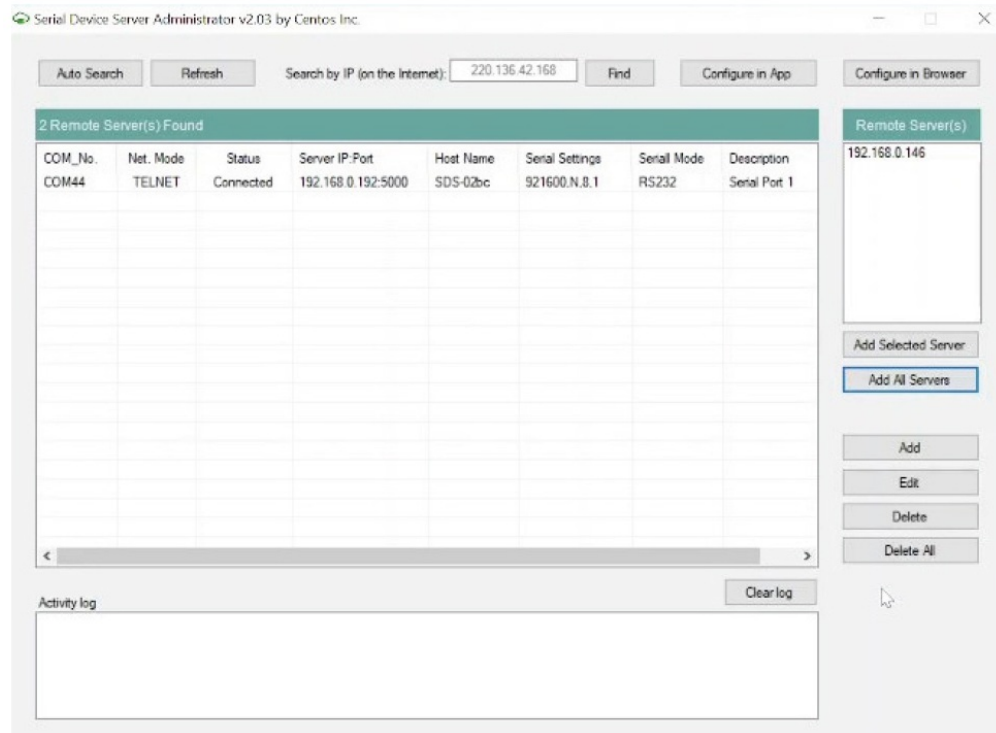 Serial Device Server Administrator v2.03 by Centos Inc.
Auto Search Refresh Search by IP (on the Internet): 220.136.42.168 Find Configure in App Configure in Browser
2 Remote Server(s) Found
Remote Server(s)
COM_No. Net. Mode Status Server IP:Port Host Name Serial Settings Seriall Mode Description
COM44 TELNET Connected 192.168.0.192:5000 SDS-02bc 921600.N.8.1 RS232 Serial Port 1
192.168.0.146
Add Selected Server
Add All Servers
Add
Edit
Delete
Delete All
Clear log
Activity log